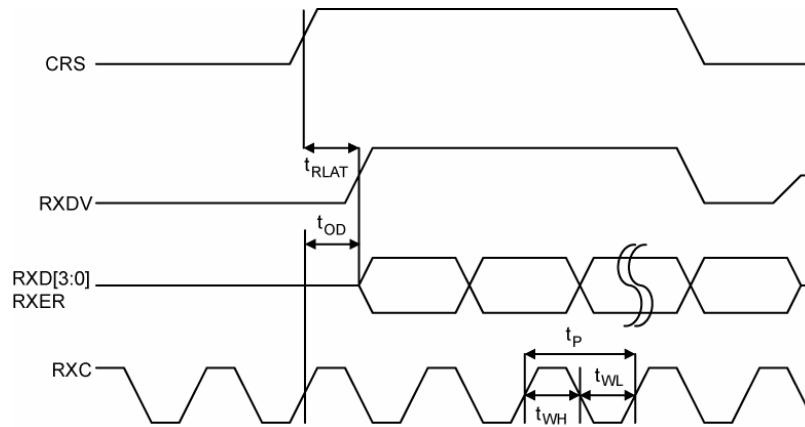 CRS
tRLAT
RXDV
tOD
RXD[3:0]
RXER
tP
RXC
tWL
tWH